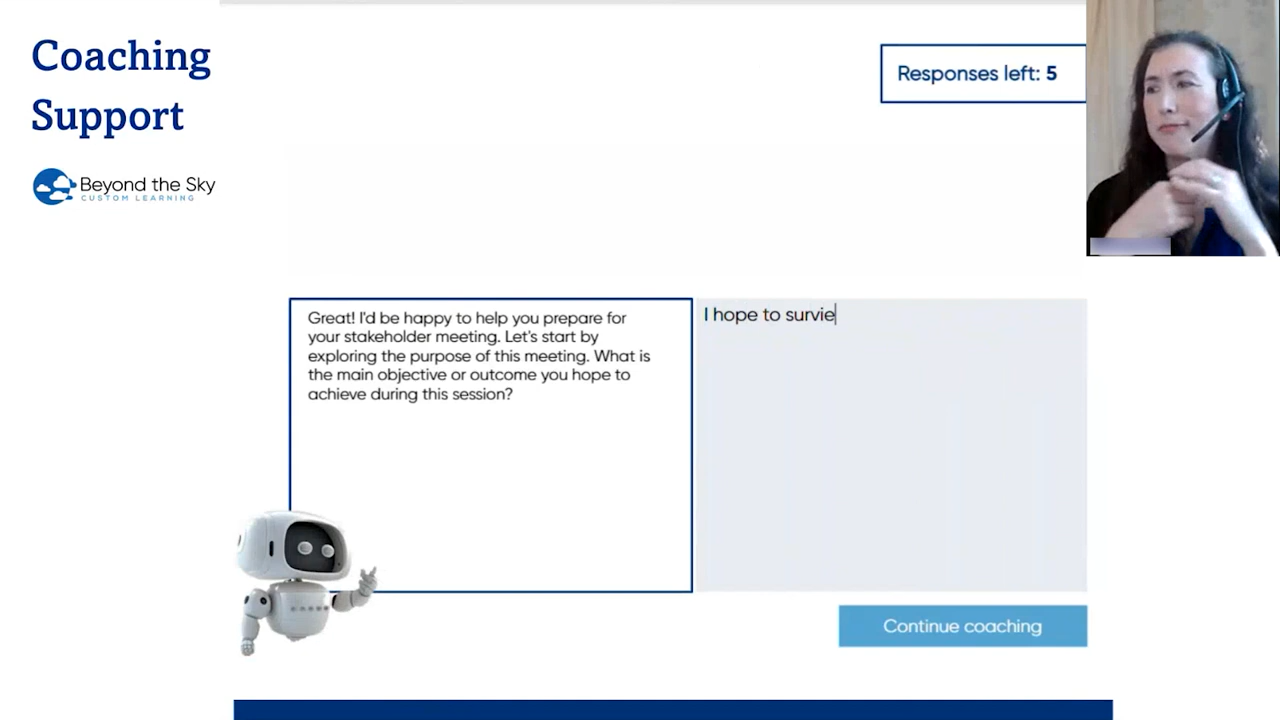 Coaching
Support
Beyond the Sky
CUSTOM LEARNING
Responses left: 5
Great! I'd be happy to help you prepare for
your stakeholder meeting. Let's start by
exploring the purpose of this meeting. What is
the main objective or outcome you hope to
achieve during this session?
I hope to survie
Continue coaching